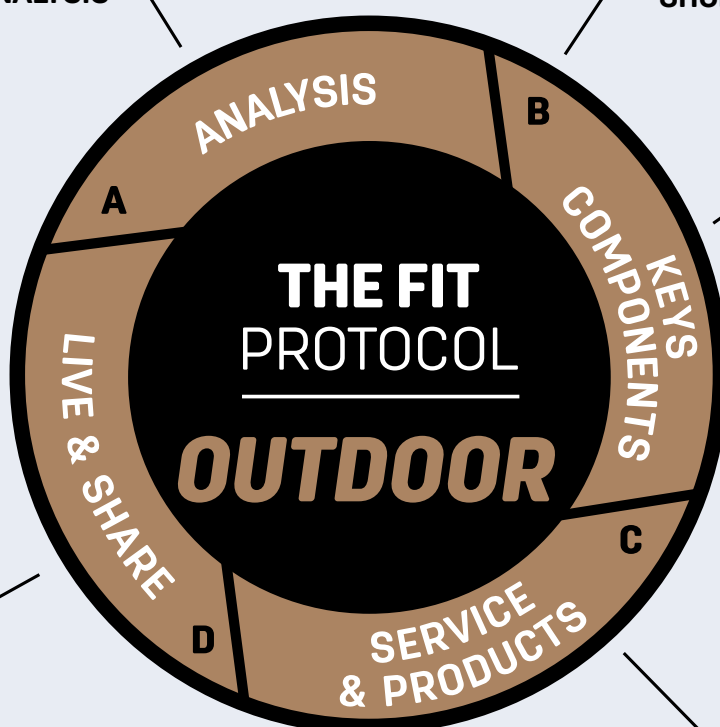 ANALYSIS
A
B
KEYS
COMPONENTS
THE FIT
PROTOCOL
OUTDOOR
C
SERVICE
& PRODUCTS
D
LIVE & SHARE